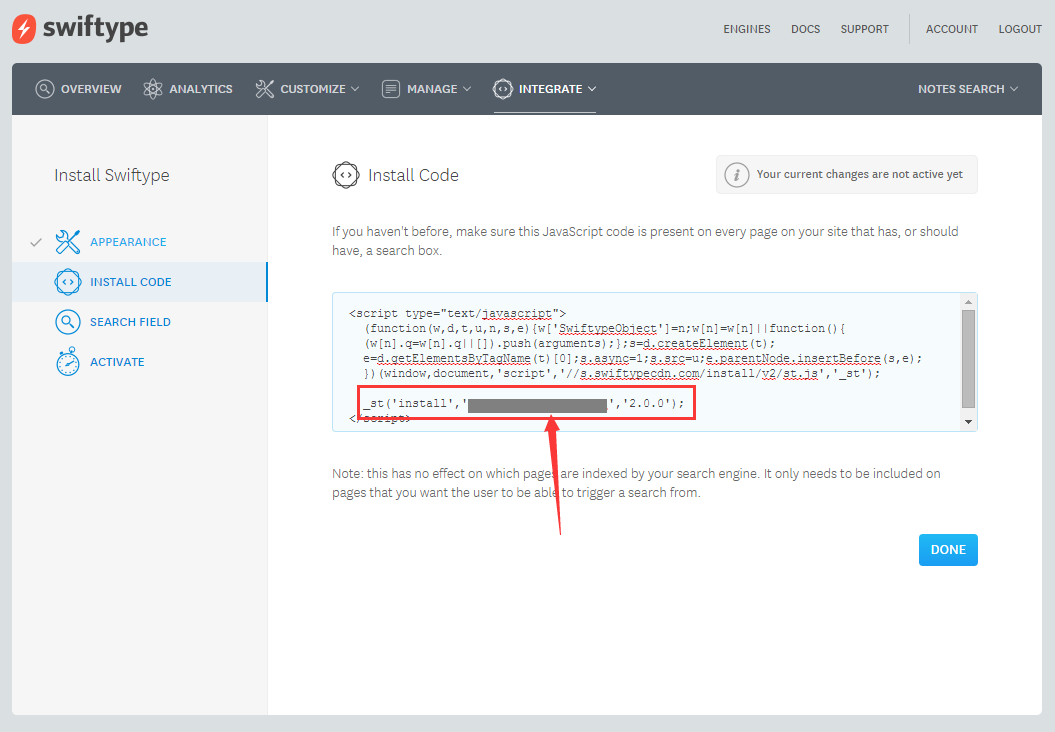 swiftype
ENGINES DOCS SUPPORT ACCOUNT LOGOUT
OVERVIEW ANALYTICS CUSTOMIZE MANAGE INTEGRATE NOTES SEARCH
Install Swiftype
APPEARANCE
INSTALL CODE
SEARCH FIELD
ACTIVATE
Install Code
Your current changes are not active yet
If you haven't before, make sure this JavaScript code is present on every page on your site that has, or should
have, a search box.
<script type="text/javascript">
(function(w,d,t,u,n,s,e){w['SwiftypeObject']=n;w[n]=w[n]||function(){
(w[n].q=w[n].q||[]).push(arguments);};s=d.createElement(t);
e=d.getElementsByTagName(t)[0];s.async=1;s.src=u;e.parentNode.insertBefore(s,e);
})(window,document,'script','//s.swiftypecdn.com/install/v2/st.js','_st');
_st('install','','2.0.0');
</script>
Note: this has no effect on which pages are indexed by your search engine. It only needs to be included on
pages that you want the user to be able to trigger a search from.
DONE